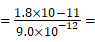 = 1.8×10−11 / 9.0×10⁻¹² =